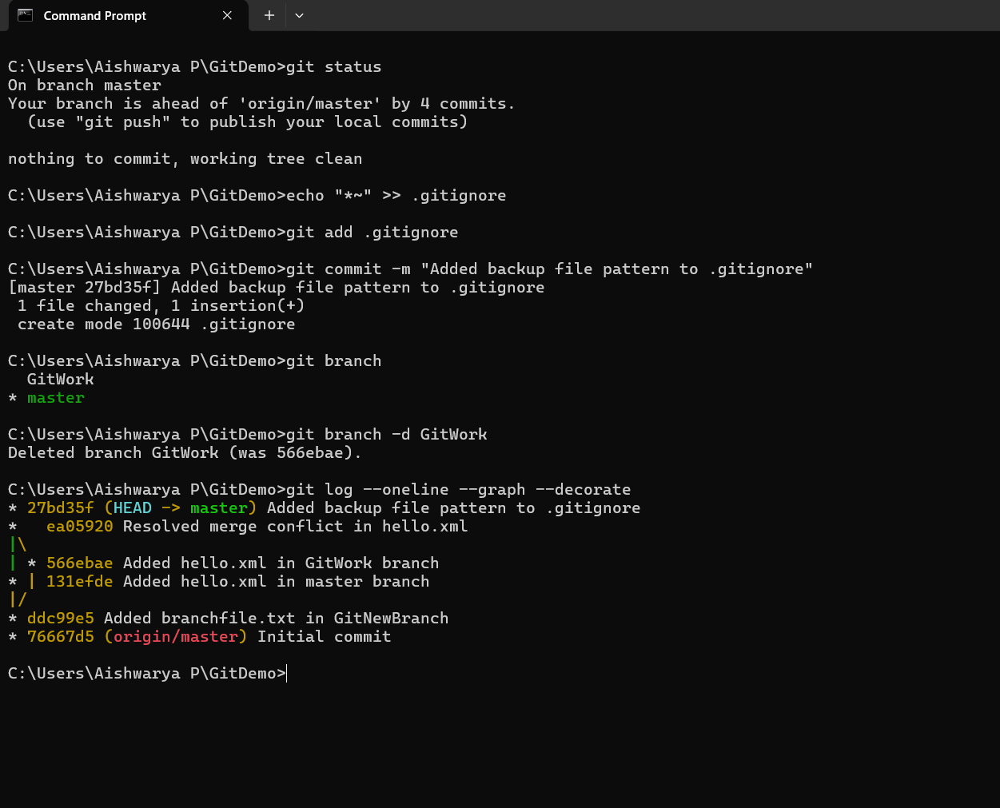 Command Prompt
C:\Users\Aishwarya P\GitDemo>git status
On branch master
Your branch is ahead of 'origin/master' by 4 commits.
  (use "git push" to publish your local commits)
nothing to commit, working tree clean
C:\Users\Aishwarya P\GitDemo>echo "*~" >> .gitignore
C:\Users\Aishwarya P\GitDemo>git add .gitignore
C:\Users\Aishwarya P\GitDemo>git commit -m "Added backup file pattern to .gitignore"
[master 27bd35f] Added backup file pattern to .gitignore
 1 file changed, 1 insertion(+)
 create mode 100644 .gitignore
C:\Users\Aishwarya P\GitDemo>git branch
  GitWork
* master
C:\Users\Aishwarya P\GitDemo>git branch -d GitWork
Deleted branch GitWork (was 566ebae).
C:\Users\Aishwarya P\GitDemo>git log --oneline --graph --decorate
* 27bd35f (HEAD -> master) Added backup file pattern to .gitignore
*   ea05920 Resolved merge conflict in hello.xml
|\
| * 566ebae Added hello.xml in GitWork branch
* | 131efde Added hello.xml in master branch
|/
* ddc99e5 Added branchfile.txt in GitNewBranch
* 76667d5 (origin/master) Initial commit
C:\Users\Aishwarya P\GitDemo>